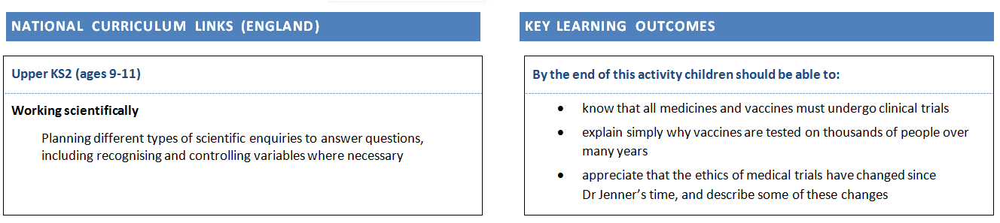 NATIONAL CURRICULUM LINKS (ENGLAND)
Upper KS2 (ages 9-11)
Working scientifically
Planning different types of scientific enquiries to answer questions,
including recognising and controlling variables where necessary
KEY LEARNING OUTCOMES
By the end of this activity children should be able to:
• know that all medicines and vaccines must undergo clinical trials
• explain simply why vaccines are tested on thousands of people over
many years
• appreciate that the ethics of medical trials have changed since
Dr Jenner's time, and describe some of these changes